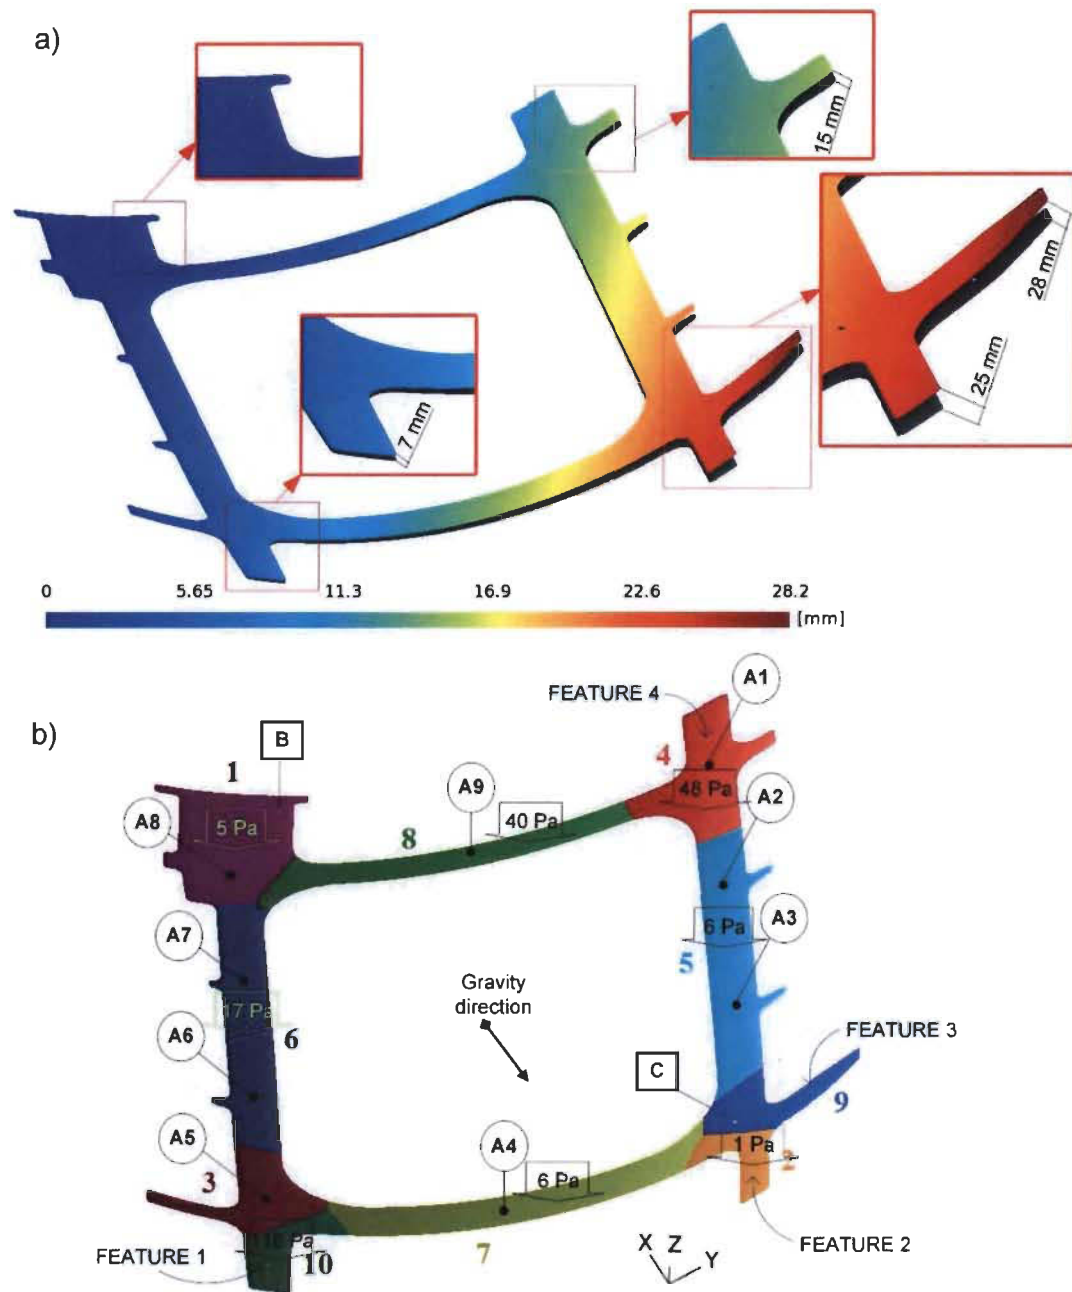 a)
15 mm
28 mm
25 mm
7 mm
0 5.65 11.3 16.9 22.6 28.2
[mm]
b)
FEATURE 4
A1
B
1
4
A9
A8
5 Pa
40 Pa
48 Pa
A2
8
A7
6 Pa
A3
5
17 Pa
Gravity
direction
A6
6
FEATURE 3
C
9
A5
A4
1 Pa
2
3
6 Pa
FEATURE 1
10
7
X Z Y
FEATURE 2